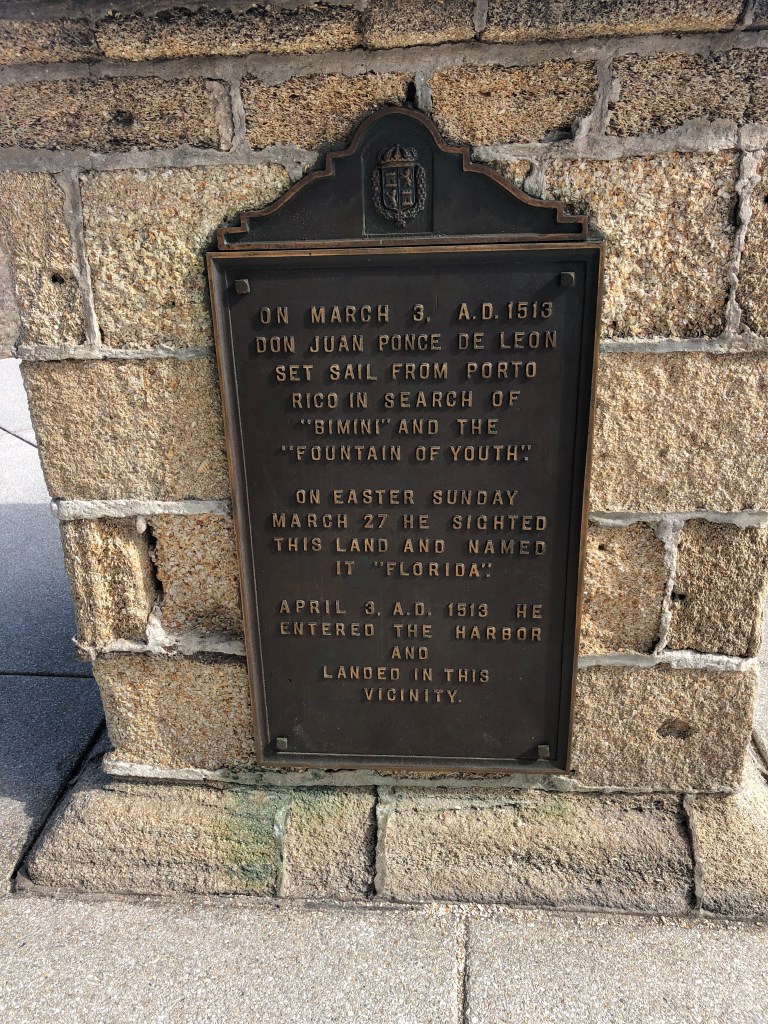 ON MARCH 3, A.D. 1513
DON JUAN PONCE DE LEON
SET SAIL FROM PORTO
RICO IN SEARCH OF
"BIMINI" AND THE
"FOUNTAIN OF YOUTH".
ON EASTER SUNDAY
MARCH 27 HE SIGHTED
THIS LAND AND NAMED
IT "FLORIDA".
APRIL 3, A.D. 1513 HE
ENTERED THE HARBOR
AND
LANDED IN THIS
VICINITY.